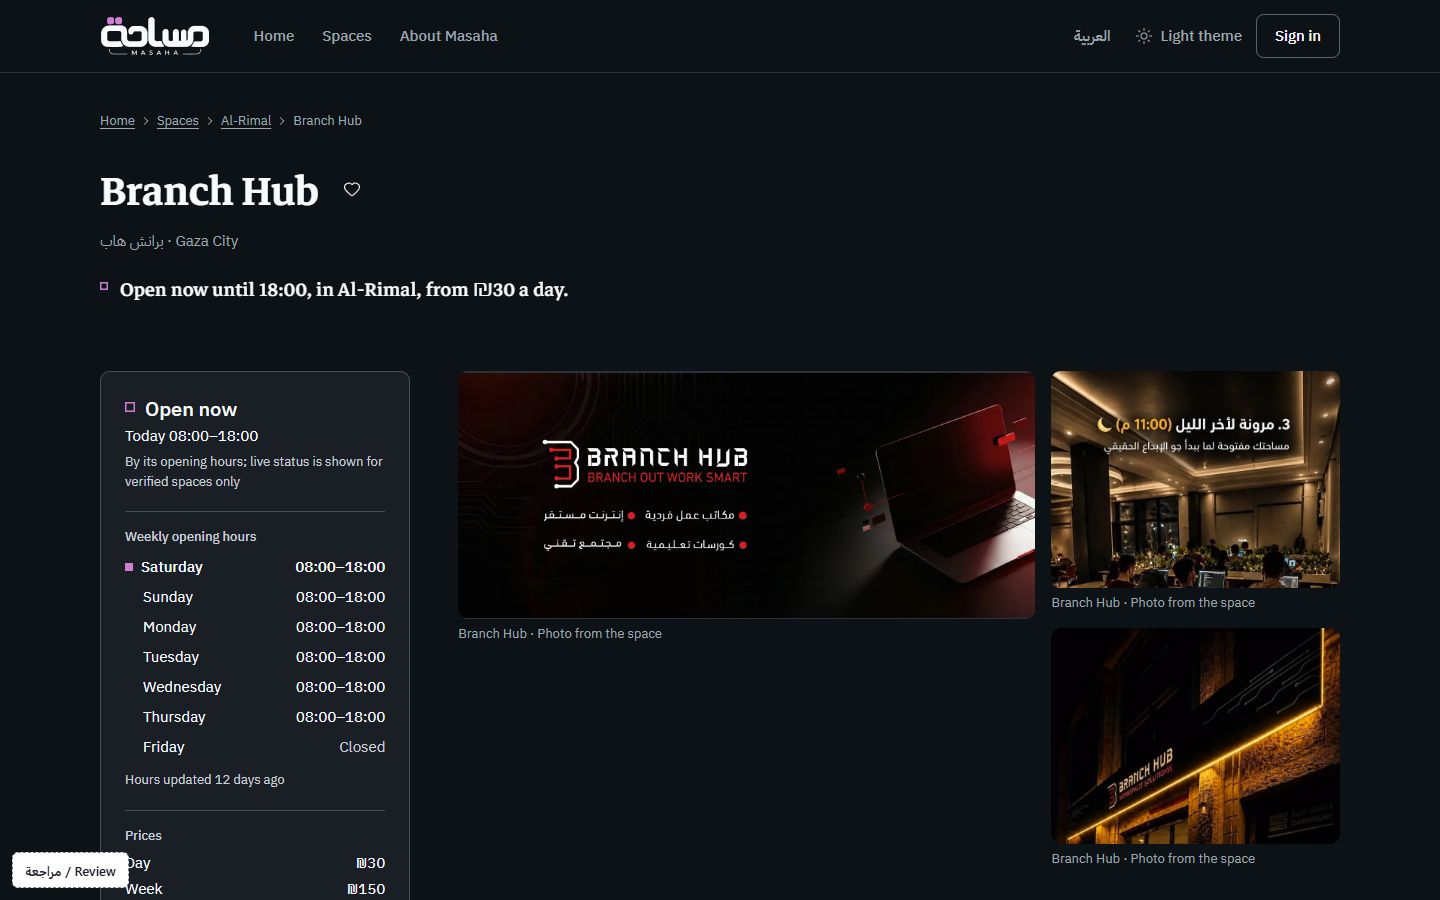 مساحة
MASAHA
Home
Spaces
About Masaha
العربية
Light theme
Sign in
Home > Spaces > Al-Rimal > Branch Hub
Branch Hub
برانش هاب · Gaza City
Open now until 18:00, in Al-Rimal, from ₪30 a day.
Open now
Today 08:00–18:00
By its opening hours; live status is shown for
verified spaces only
Weekly opening hours
Saturday 08:00–18:00
Sunday 08:00–18:00
Monday 08:00–18:00
Tuesday 08:00–18:00
Wednesday 08:00–18:00
Thursday 08:00–18:00
Friday Closed
Hours updated 12 days ago
Prices
Day ₪30
Week ₪150
مراجعة / Review
BRANCH HUB
BRANCH OUT WORK SMART
مكاتب عمل فردية
إنترنت مستقر
كورسات تعليمية
مجتمع تقني
Branch Hub · Photo from the space
3. مرونة لأخر الليل (11:00 م)
مساحتك مفتوحة لما يبدأ جو الإبداع الحقيقي
Branch Hub · Photo from the space
BRANCH HUB
WORKSPACE SOLUTIONS
Full-Stack
Developer
Branch Hub · Photo from the space